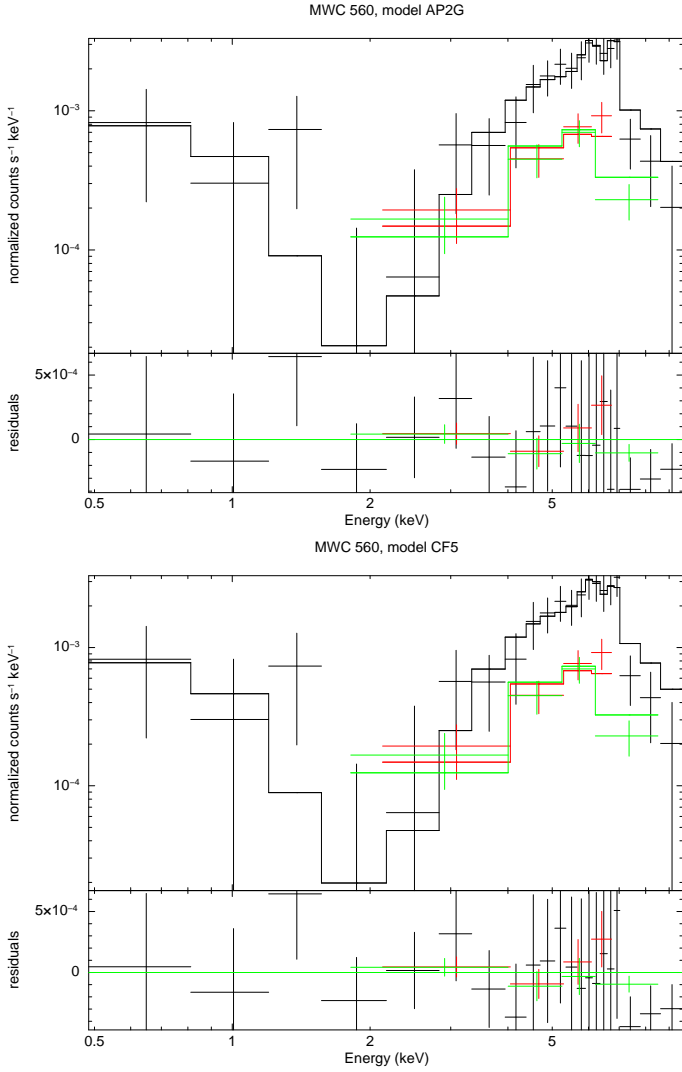 MWC 560, model AP2G
normalized counts s⁻¹ keV⁻¹
10⁻³
10⁻⁴
residuals
5×10⁻⁴
0
0.5 1 2 5
Energy (keV)
MWC 560, model CF5
normalized counts s⁻¹ keV⁻¹
10⁻³
10⁻⁴
residuals
5×10⁻⁴
0
0.5 1 2 5
Energy (keV)